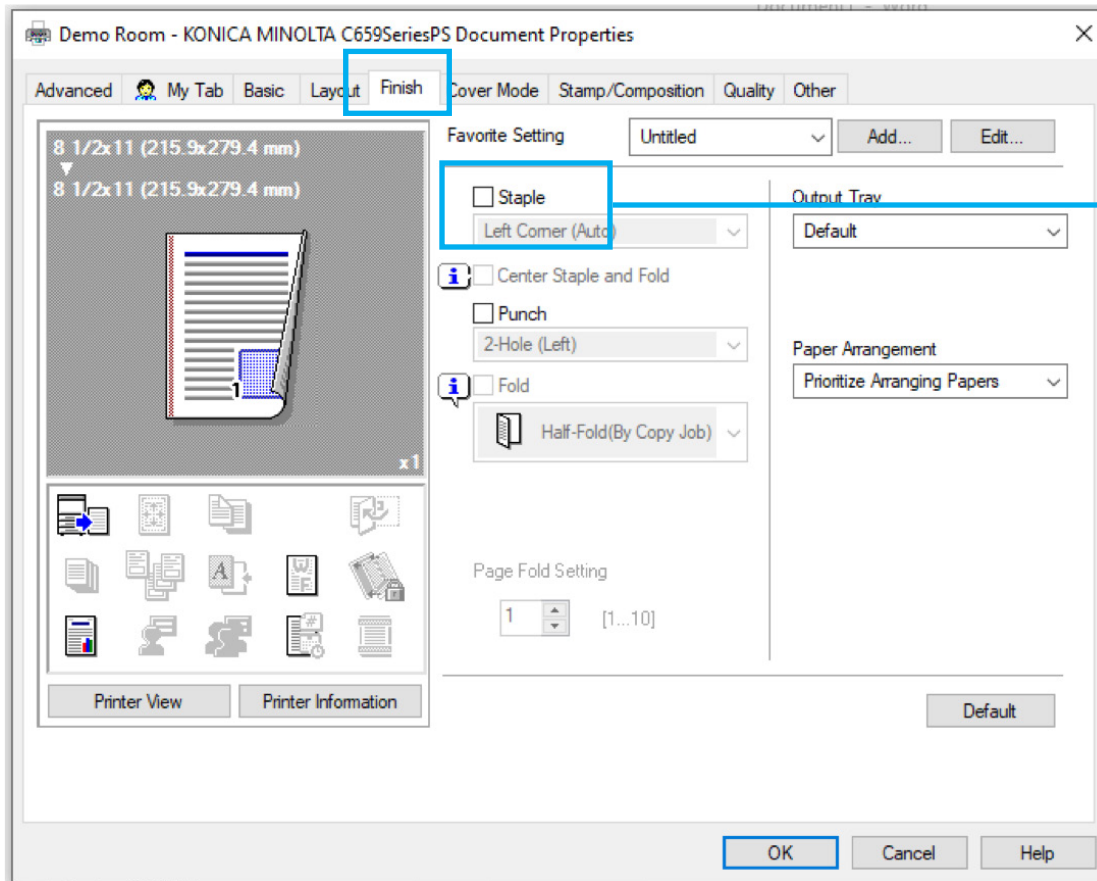 Document1 - Word
Demo Room - KONICA MINOLTA C659SeriesPS Document Properties
Advanced My Tab Basic Layout Finish Cover Mode Stamp/Composition Quality Other
8 1/2x11 (215.9x279.4 mm)
8 1/2x11 (215.9x279.4 mm)
1
x1
Printer View Printer Information
Favorite Setting Untitled Add... Edit...
Staple
Left Corner (Auto)
Center Staple and Fold
Punch
2-Hole (Left)
Fold
Half-Fold(By Copy Job)
Page Fold Setting
1 [1...10]
Output Tray
Default
Paper Arrangement
Prioritize Arranging Papers
Default
OK Cancel Help